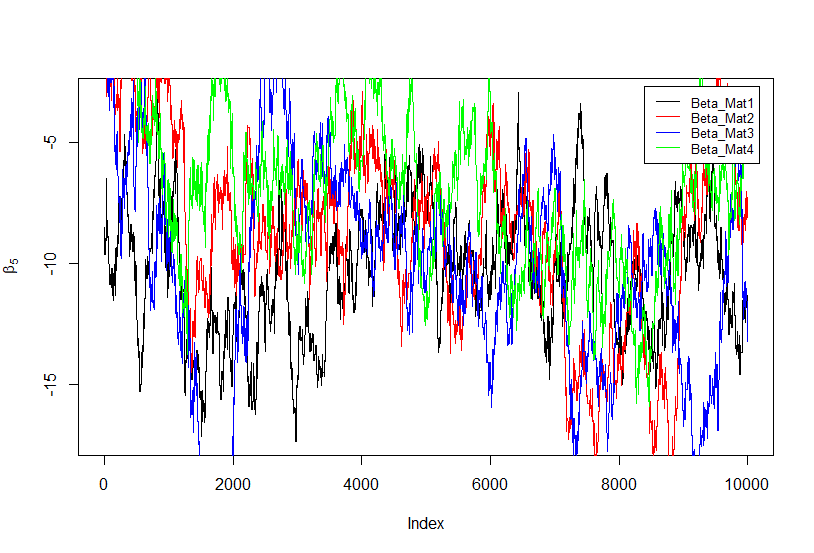 Beta_Mat1
Beta_Mat2
Beta_Mat3
Beta_Mat4
-5
-10
-15
β5
0 2000 4000 6000 8000 10000
Index